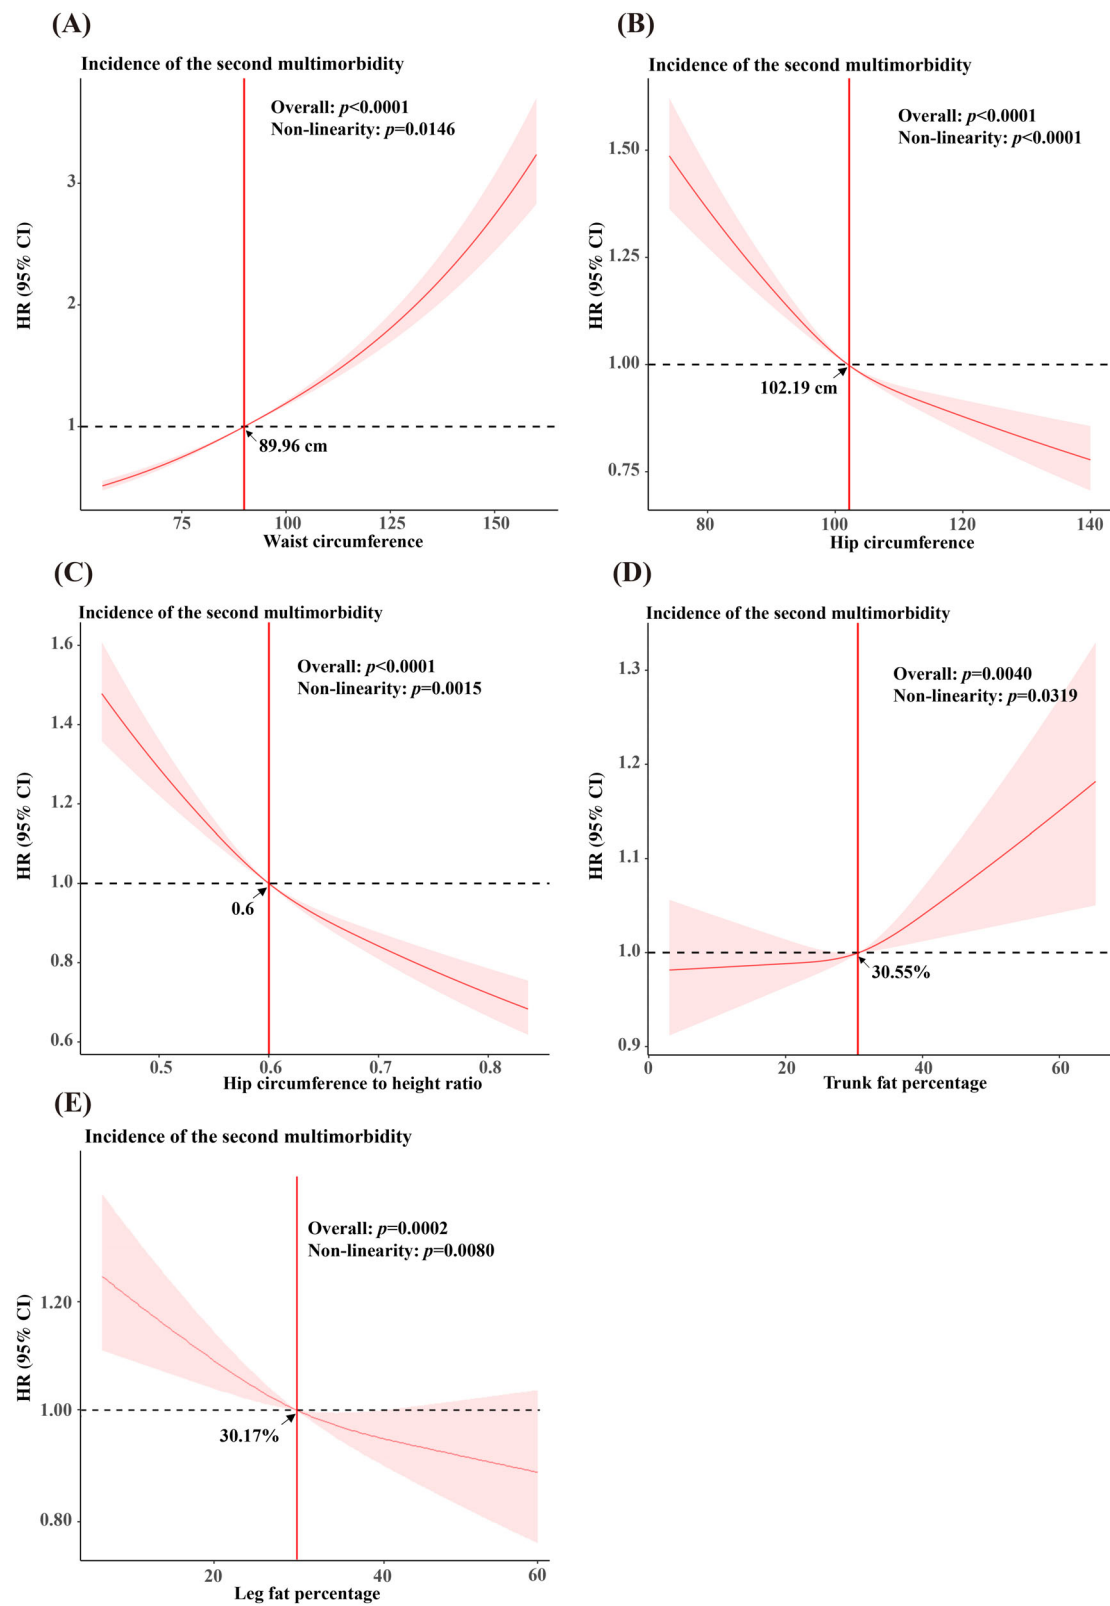 (A)
Incidence of the second multimorbidity
Overall: p<0.0001
Non-linearity: p=0.0146
HR (95% CI)
3
2
1
89.96 cm
75
100
125
150
Waist circumference
(B)
Incidence of the second multimorbidity
Overall: p<0.0001
Non-linearity: p<0.0001
HR (95% CI)
1.50
1.25
1.00
0.75
102.19 cm
80
100
120
140
Hip circumference
(C)
Incidence of the second multimorbidity
Overall: p<0.0001
Non-linearity: p=0.0015
HR (95% CI)
1.6
1.4
1.2
1.0
0.8
0.6
0.6
0.5
0.6
0.7
0.8
Hip circumference to height ratio
(D)
Incidence of the second multimorbidity
Overall: p=0.0040
Non-linearity: p=0.0319
HR (95% CI)
1.3
1.2
1.1
1.0
0.9
30.55%
0
20
40
60
Trunk fat percentage
(E)
Incidence of the second multimorbidity
Overall: p=0.0002
Non-linearity: p=0.0080
HR (95% CI)
1.20
1.00
0.80
30.17%
20
40
60
Leg fat percentage